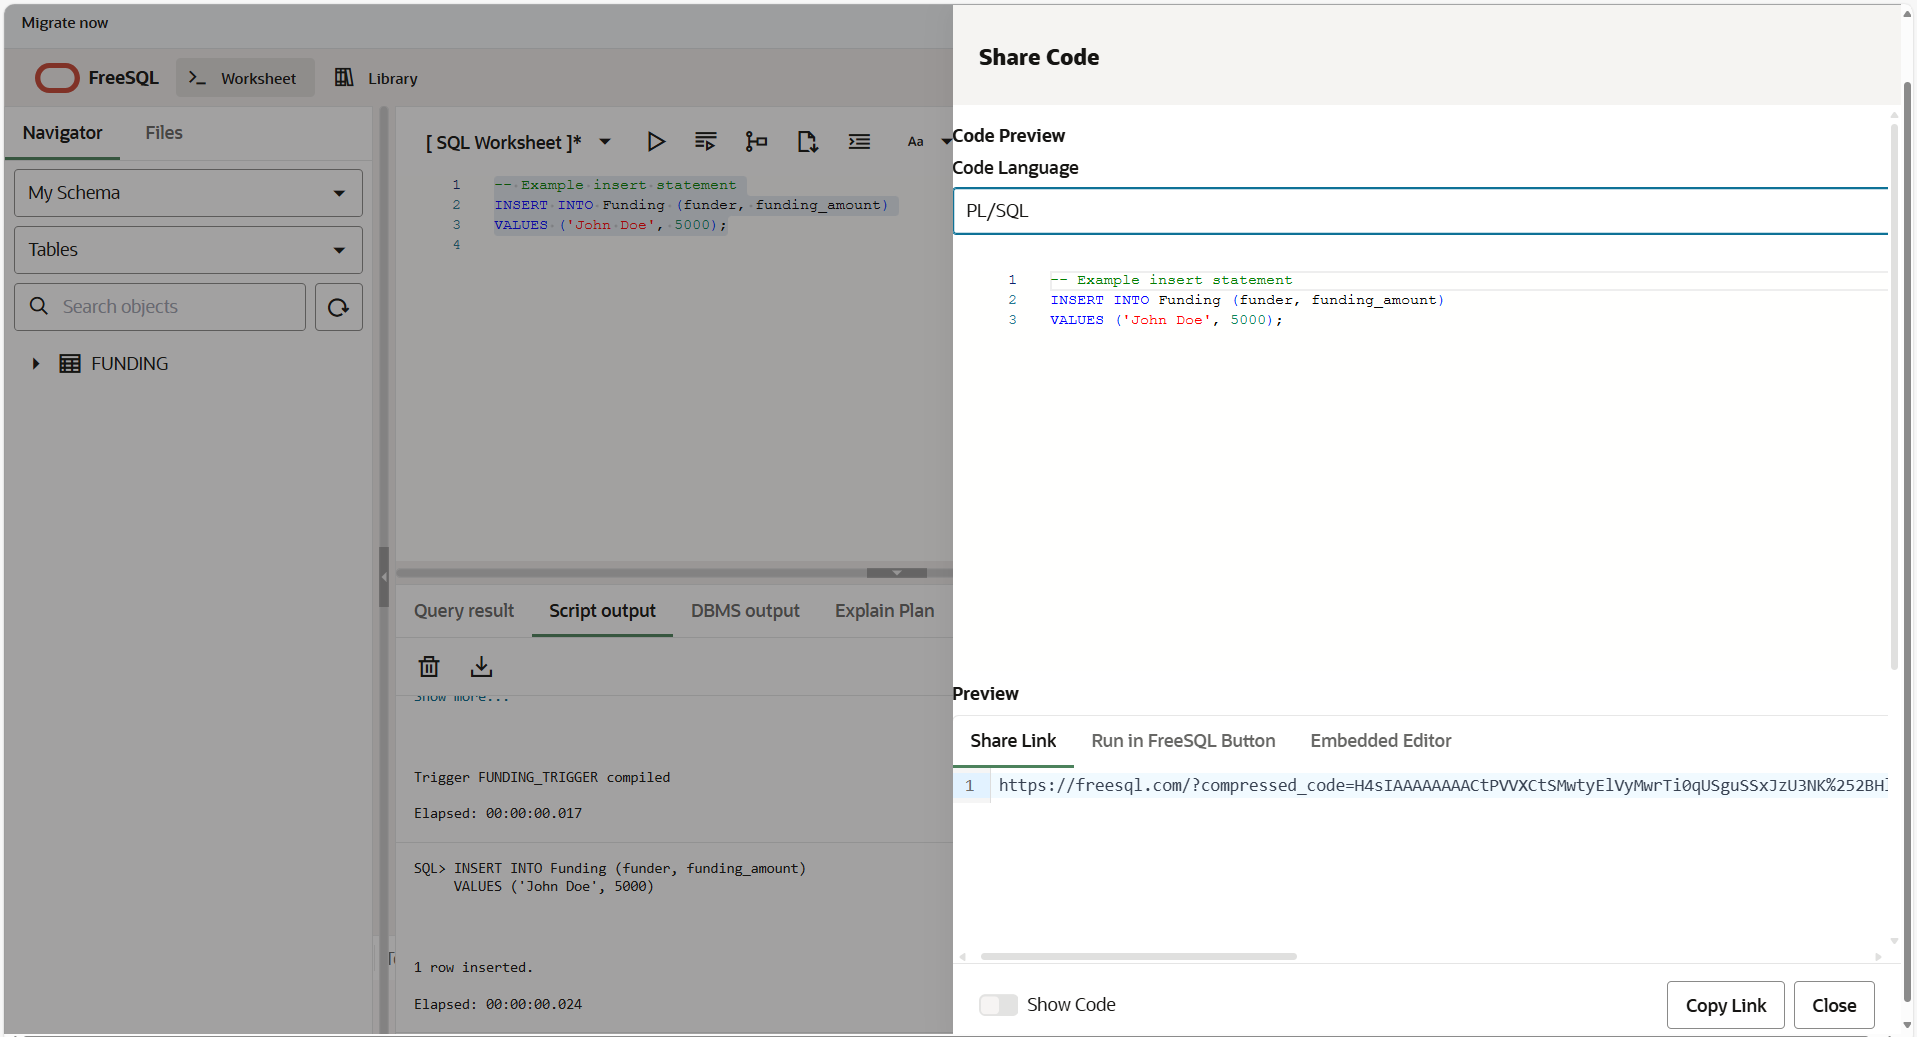 Migrate now
FreeSQL
Worksheet
Library
Navigator
Files
My Schema
Tables
Search objects
FUNDING
[ SQL Worksheet ]*
Aa
1 -- Example insert statement
2 INSERT INTO Funding (funder, funding_amount)
3 VALUES ('John Doe', 5000);
4
Query result
Script output
DBMS output
Explain Plan
Show more...
Trigger FUNDING_TRIGGER compiled
Elapsed: 00:00:00.017
SQL> INSERT INTO Funding (funder, funding_amount)
VALUES ('John Doe', 5000)
1 row inserted.
Elapsed: 00:00:00.024
Share Code
Code Preview
Code Language
PL/SQL
1 -- Example insert statement
2 INSERT INTO Funding (funder, funding_amount)
3 VALUES ('John Doe', 5000);
Preview
Share Link
Run in FreeSQL Button
Embedded Editor
1 https://freesql.com/?compressed_code=H4sIAAAAAAAACtPVVXCtSMwtyElVyMwrTi0qUSguSSxJzU3NK%252BH
Show Code
Copy Link
Close